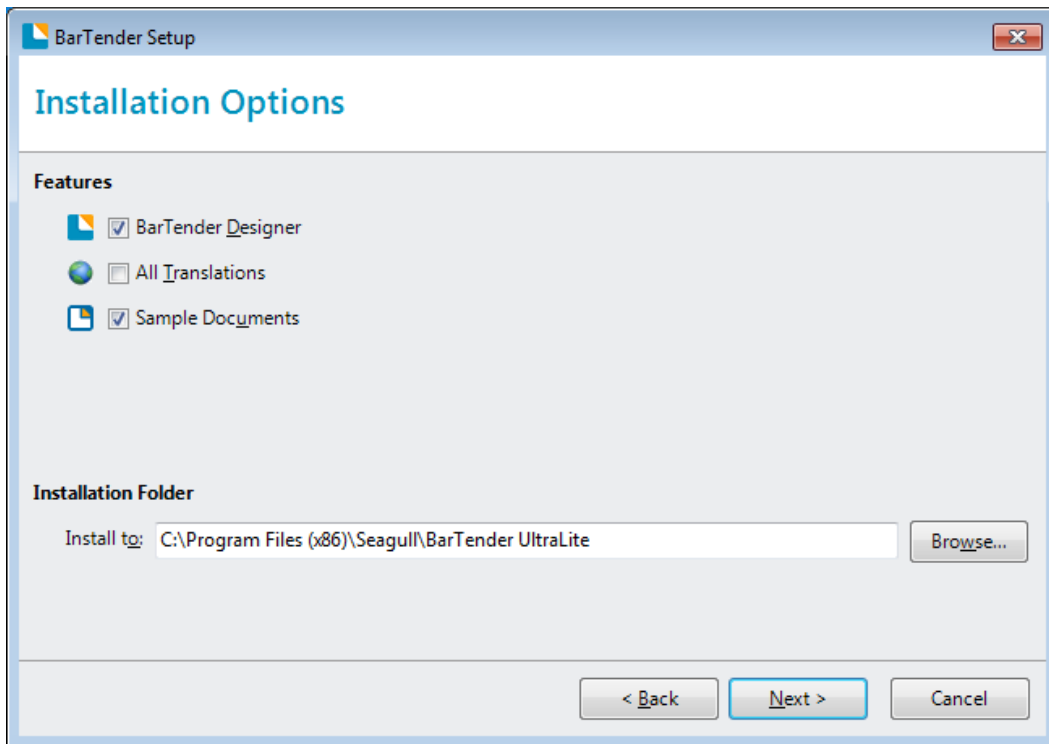 BarTender Setup
Installation Options
Features
BarTender Designer
All Translations
Sample Documents
Installation Folder
Install to: C:\Program Files (x86)\Seagull\BarTender UltraLite Browse...
< Back Next > Cancel